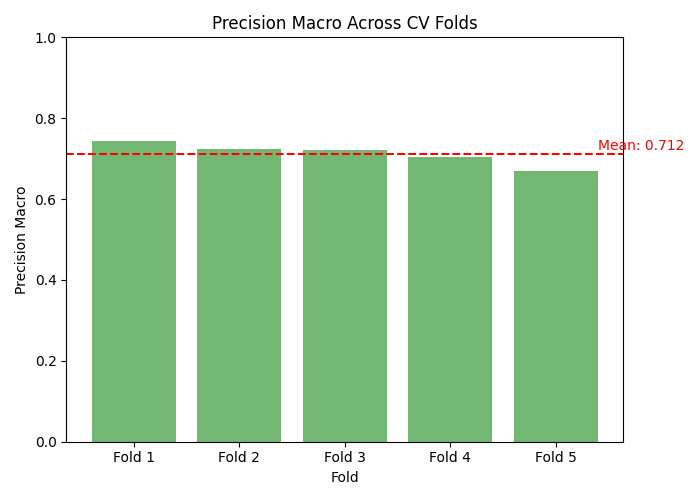 Precision Macro Across CV Folds
1.0
0.8
0.6
0.4
0.2
0.0
Precision Macro
Mean: 0.712
Fold 1 Fold 2 Fold 3 Fold 4 Fold 5
Fold